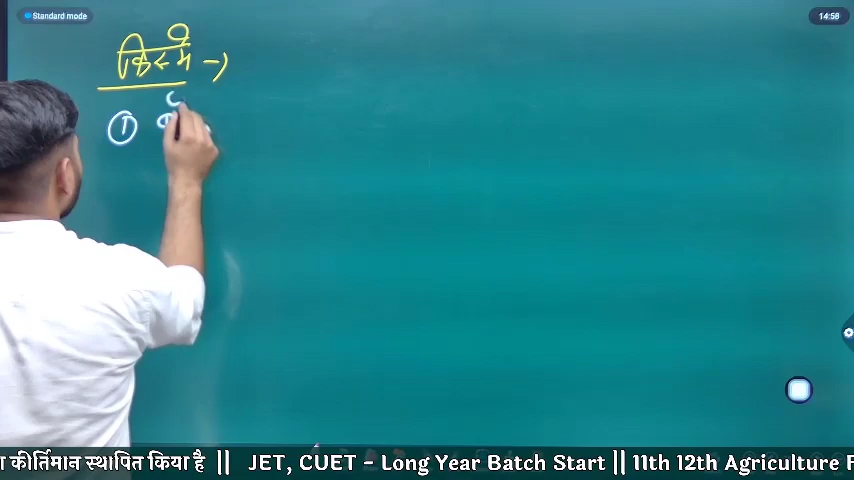 Standard mode
14:58
किस्मे →
①
कीर्तिमान स्थापित किया है || JET, CUET - Long Year Batch Start || 11th 12th Agriculture